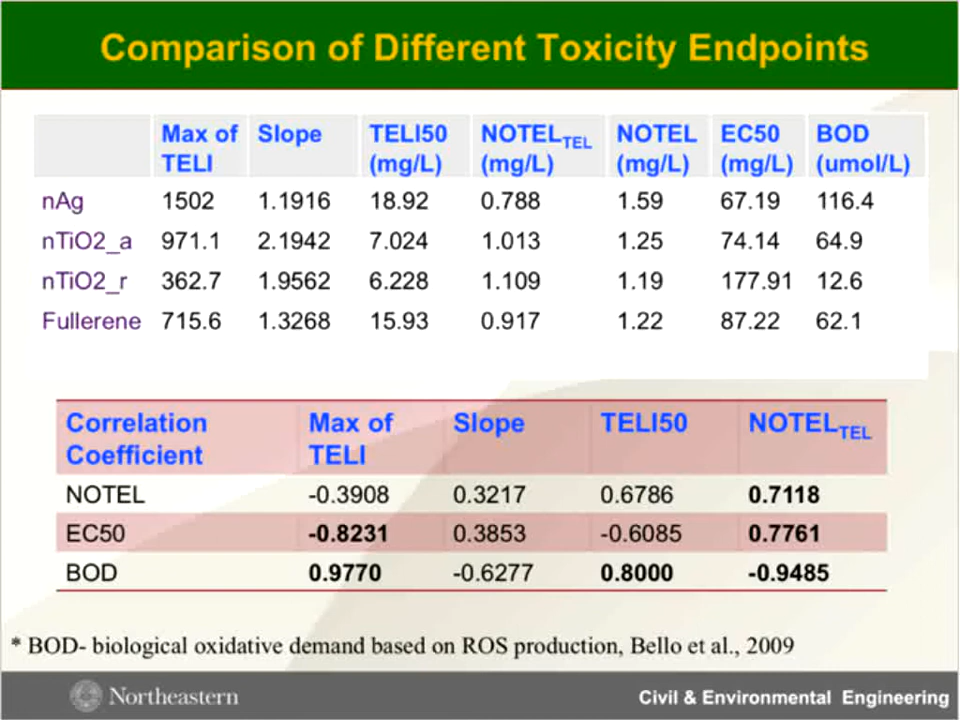 Comparison of Different Toxicity Endpoints
Max of TELI Slope TELI50 (mg/L) NOTELTEL (mg/L) NOTEL (mg/L) EC50 (mg/L) BOD (umol/L)
nAg 1502 1.1916 18.92 0.788 1.59 67.19 116.4
nTiO2_a 971.1 2.1942 7.024 1.013 1.25 74.14 64.9
nTiO2_r 362.7 1.9562 6.228 1.109 1.19 177.91 12.6
Fullerene 715.6 1.3268 15.93 0.917 1.22 87.22 62.1
Correlation Coefficient Max of TELI Slope TELI50 NOTELTEL
NOTEL -0.3908 0.3217 0.6786 0.7118
EC50 -0.8231 0.3853 -0.6085 0.7761
BOD 0.9770 -0.6277 0.8000 -0.9485
* BOD- biological oxidative demand based on ROS production, Bello et al., 2009
Northeastern
Civil & Environmental Engineering